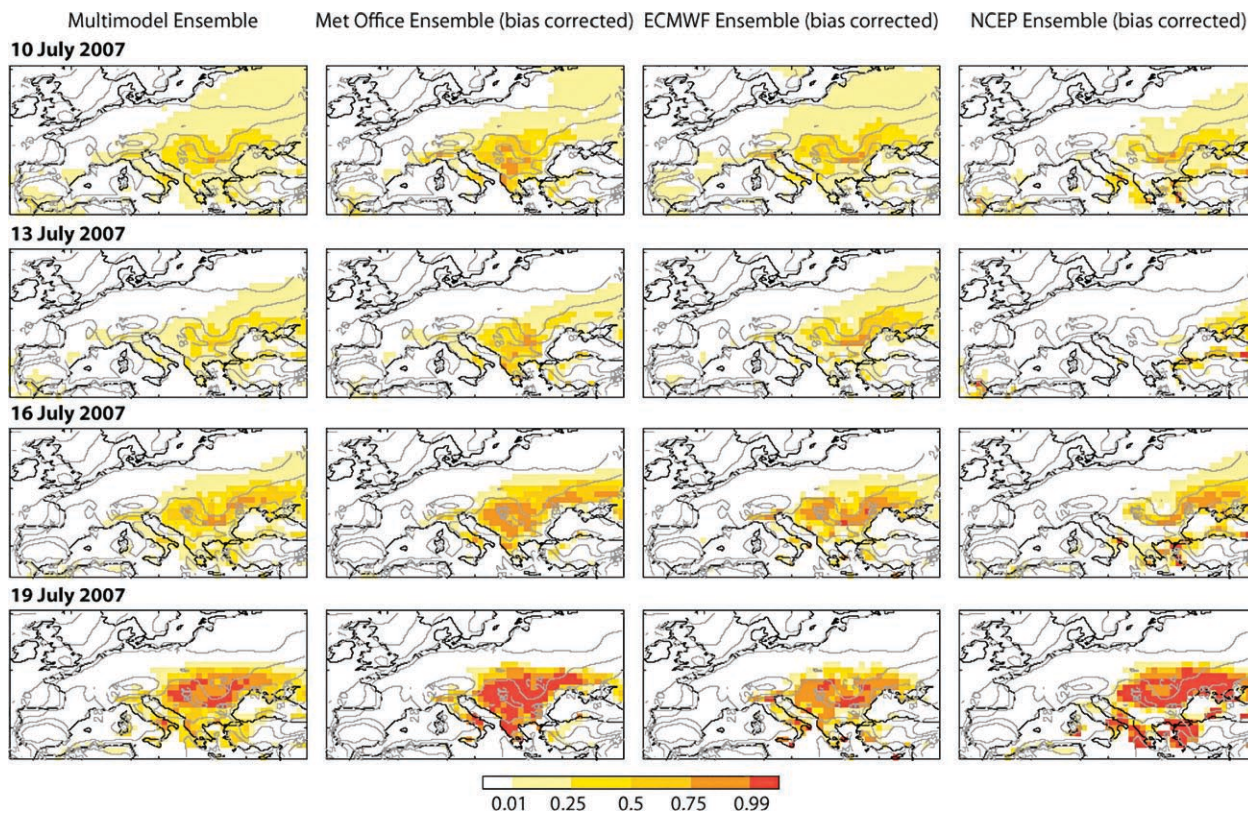 Multimodel Ensemble Met Office Ensemble (bias corrected) ECMWF Ensemble (bias corrected) NCEP Ensemble (bias corrected)
10 July 2007
13 July 2007
16 July 2007
19 July 2007
0.01 0.25 0.5 0.75 0.99